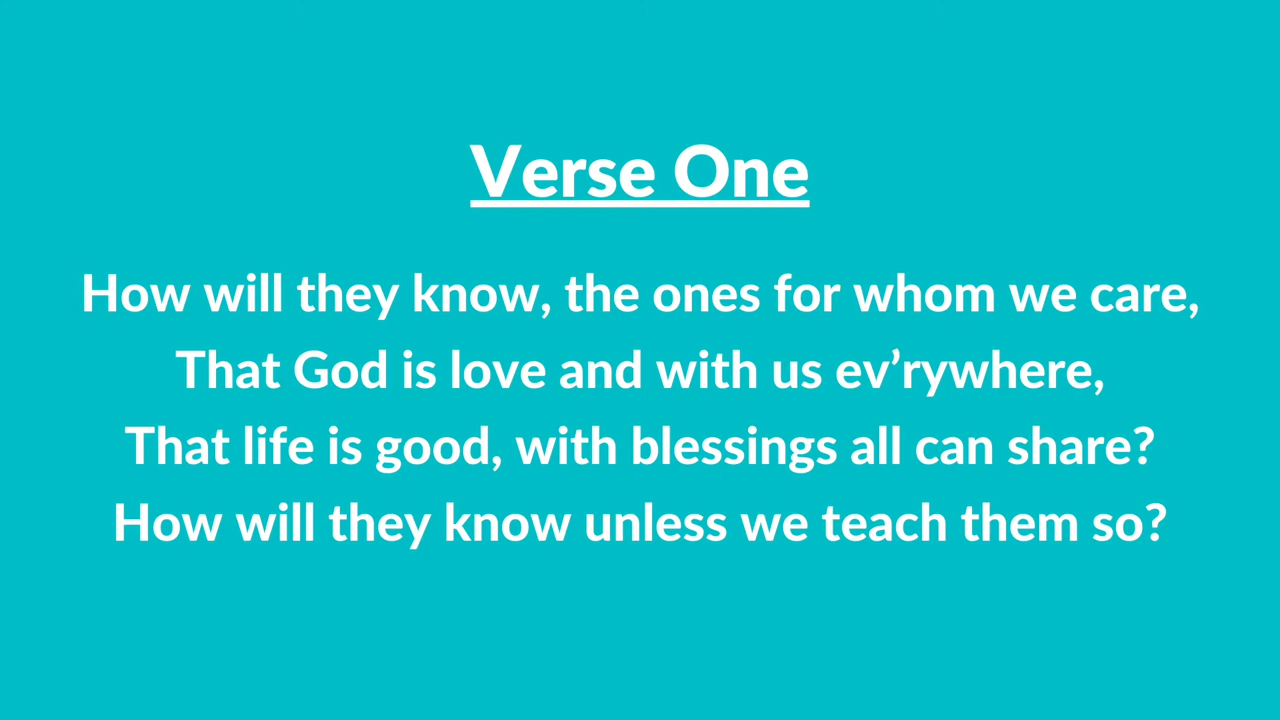 Verse One
How will they know, the ones for whom we care,
That God is love and with us ev’rywhere,
That life is good, with blessings all can share?
How will they know unless we teach them so?